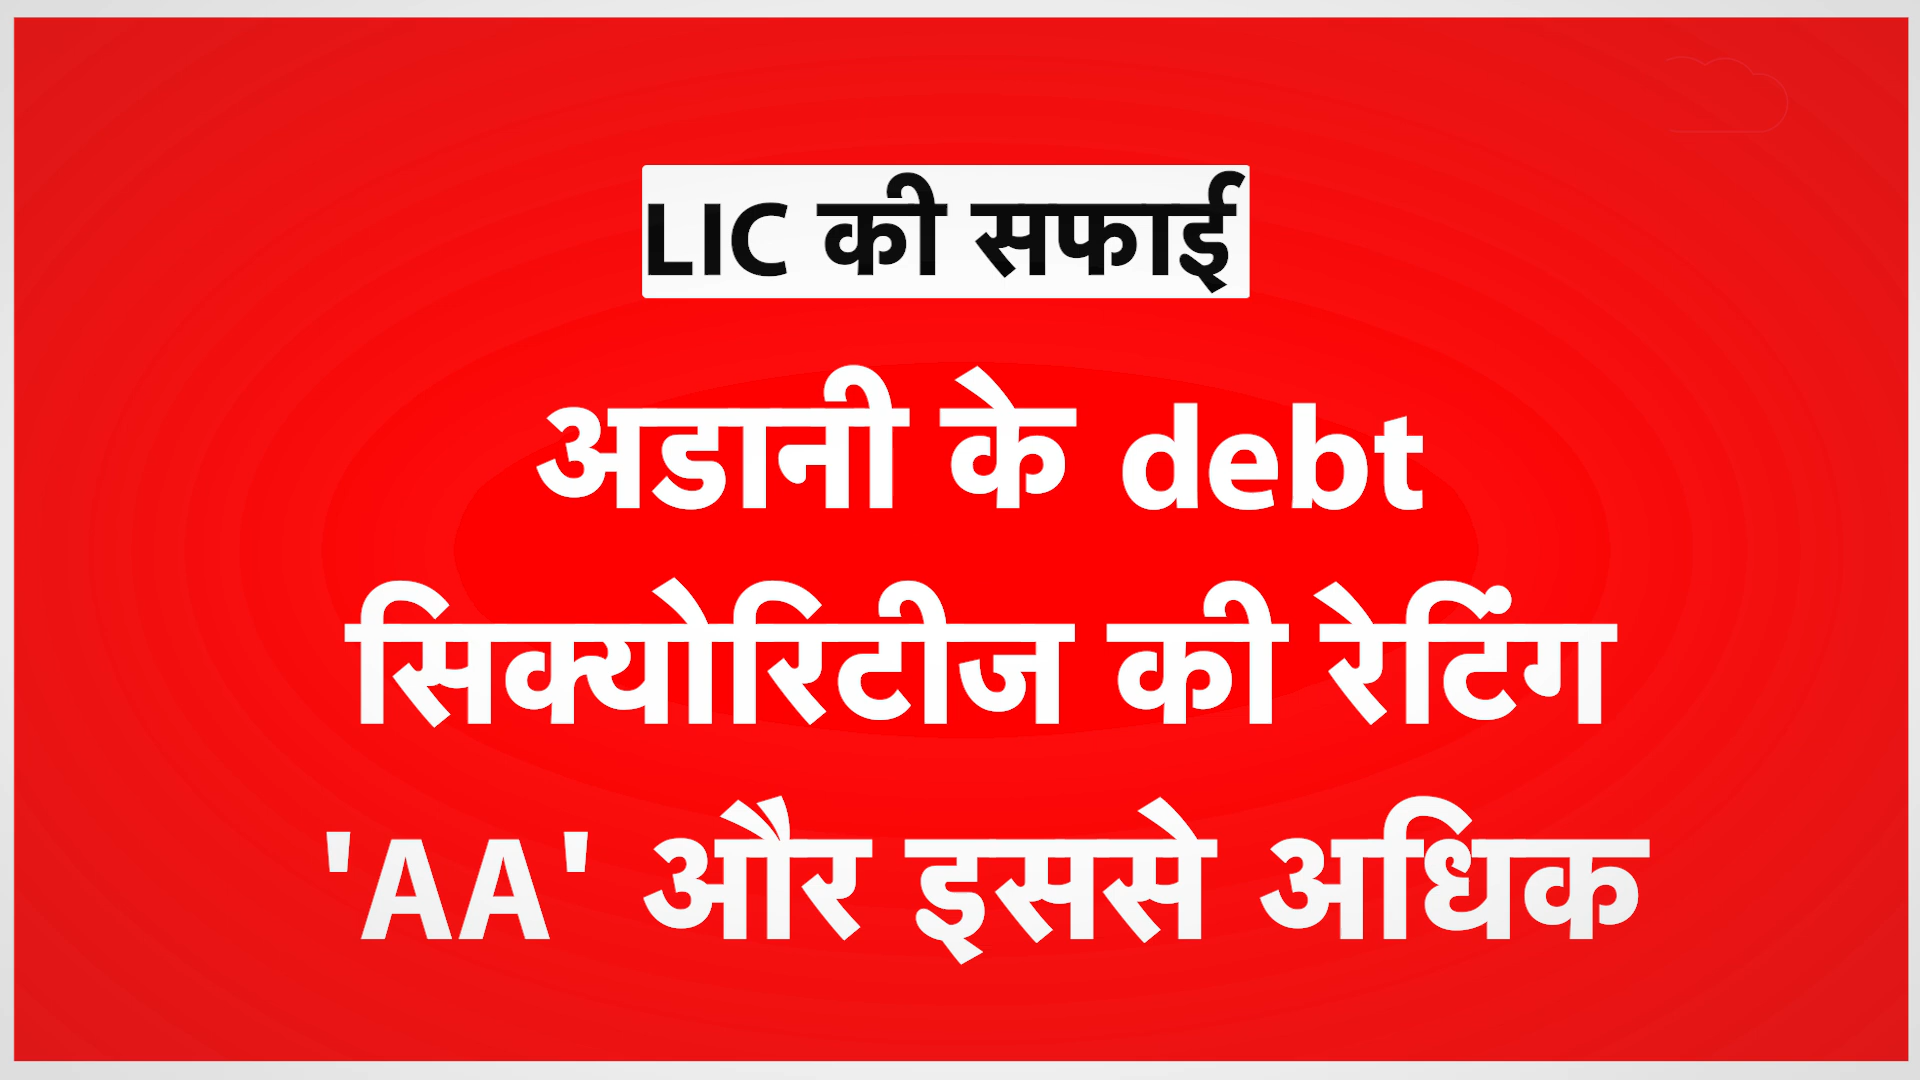 LIC की सफाई
अडानी के debt
सिक्योरिटीज की रेटिंग
'AA' और इससे अधिक